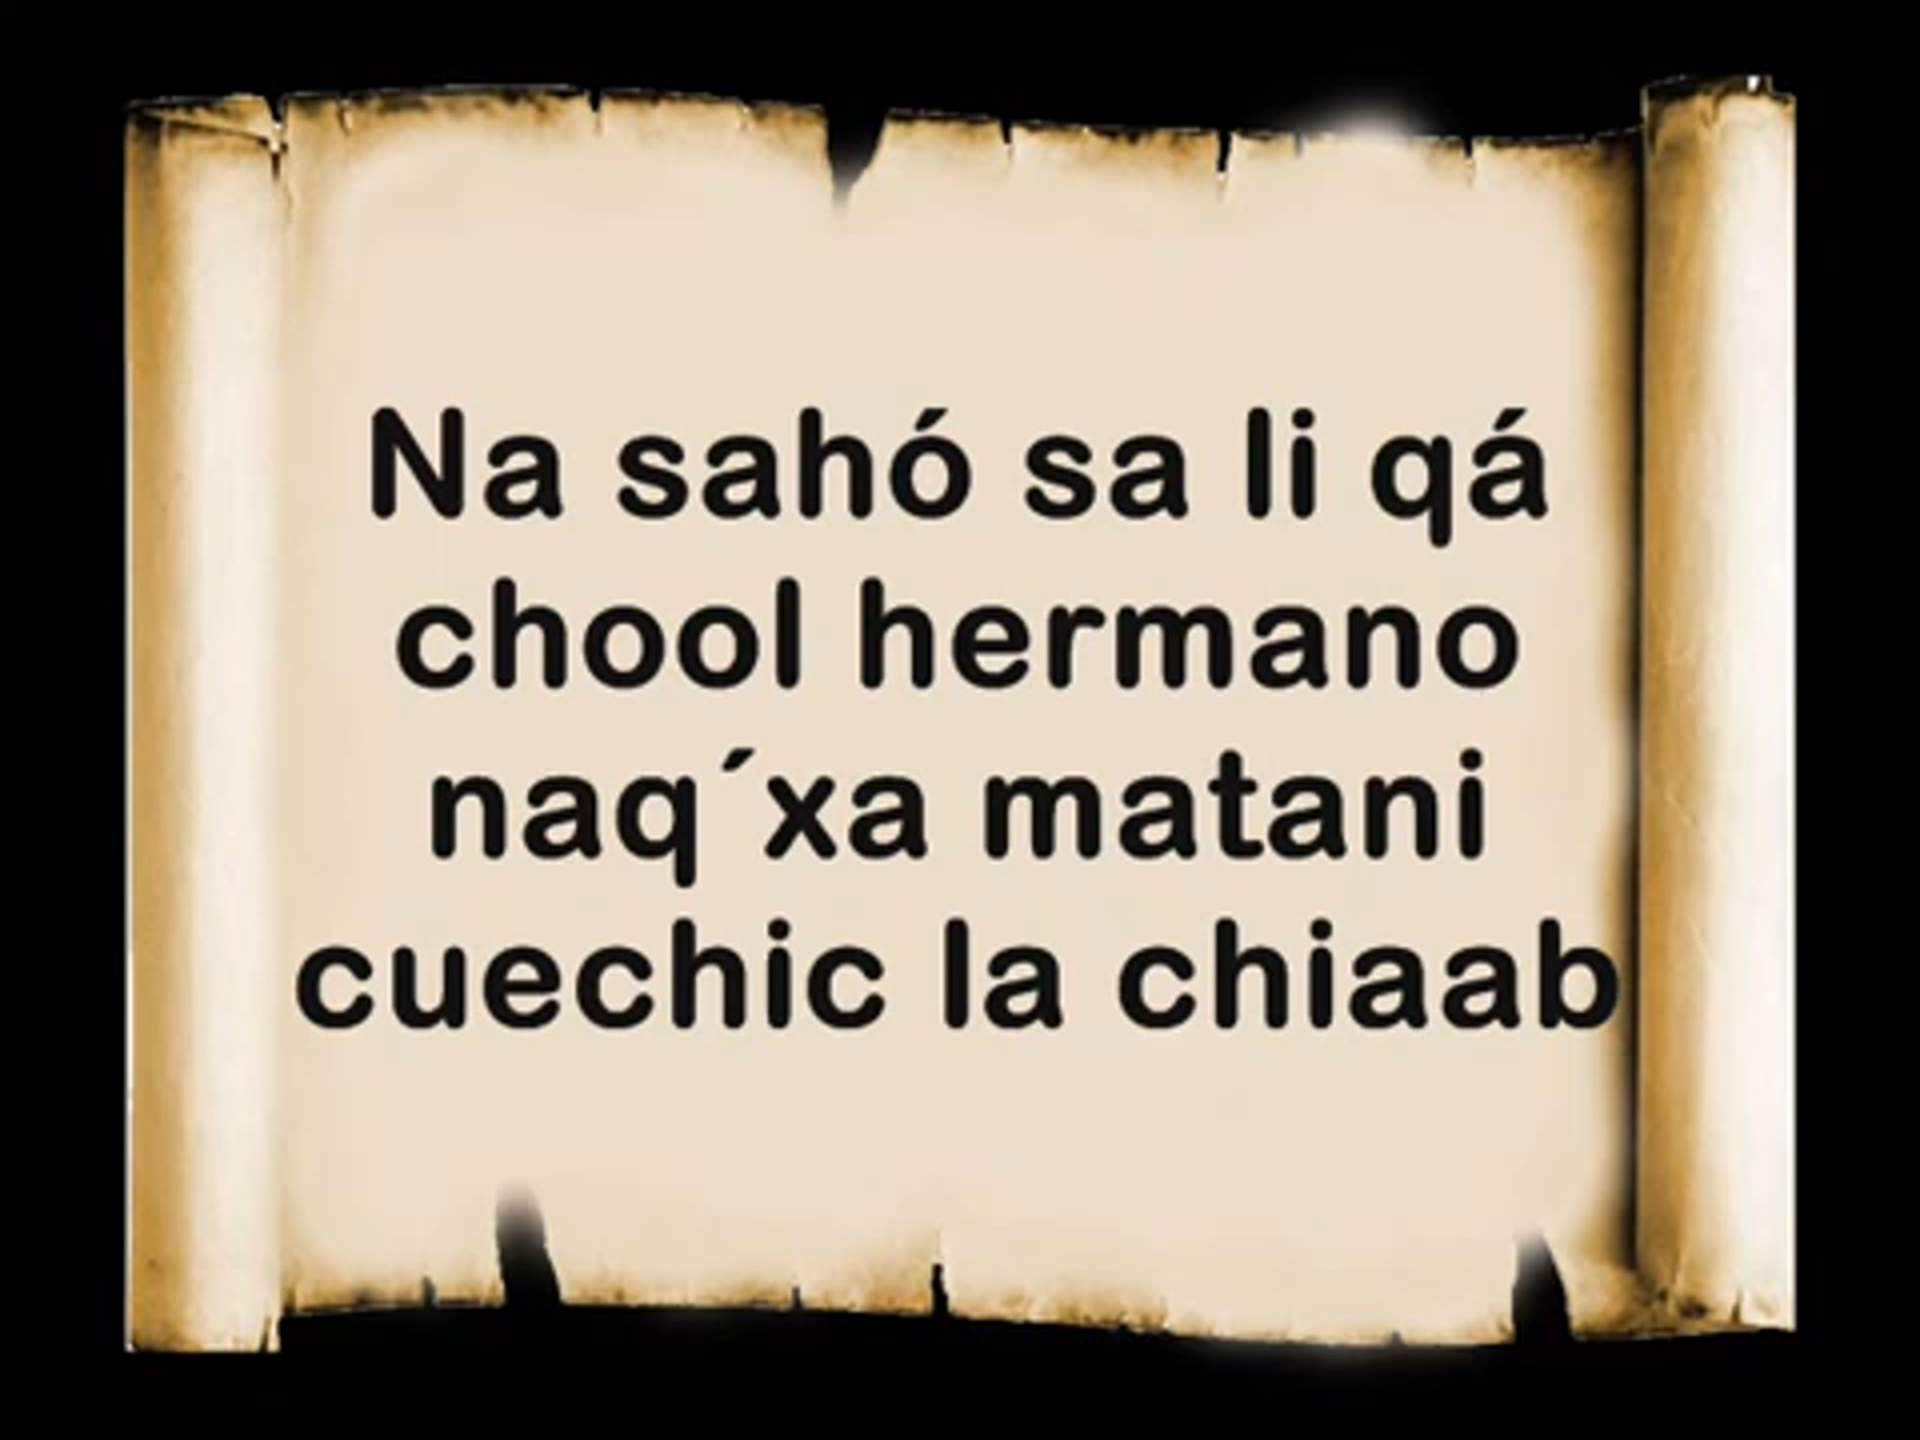 Na sahó sa li qá
chool hermano
naq´xa matani
cuechic la chiaab